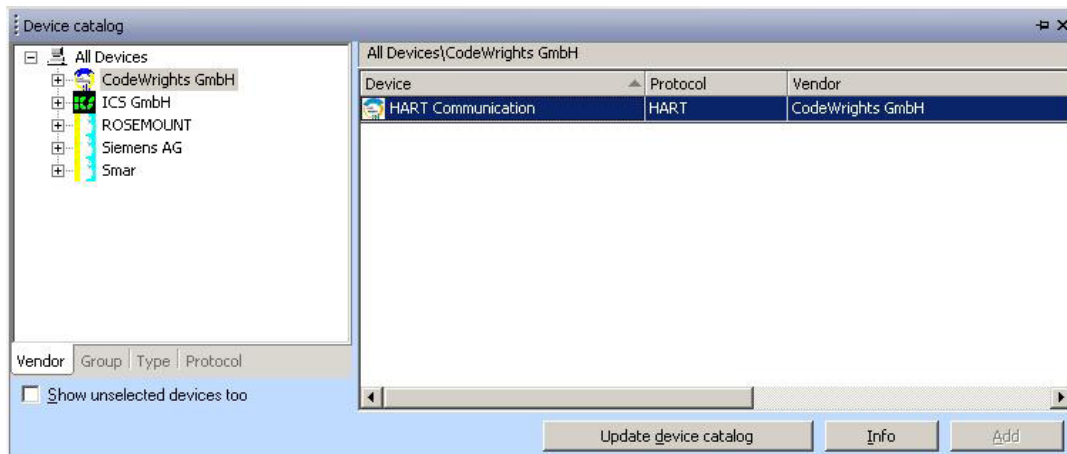 Device catalog
All Devices
CodeWrights GmbH
ICS GmbH
ROSEMOUNT
Siemens AG
Smar
Vendor Group Type Protocol
Show unselected devices too
All Devices\CodeWrights GmbH
Device Protocol Vendor
HART Communication HART CodeWrights GmbH
Update device catalog Info Add